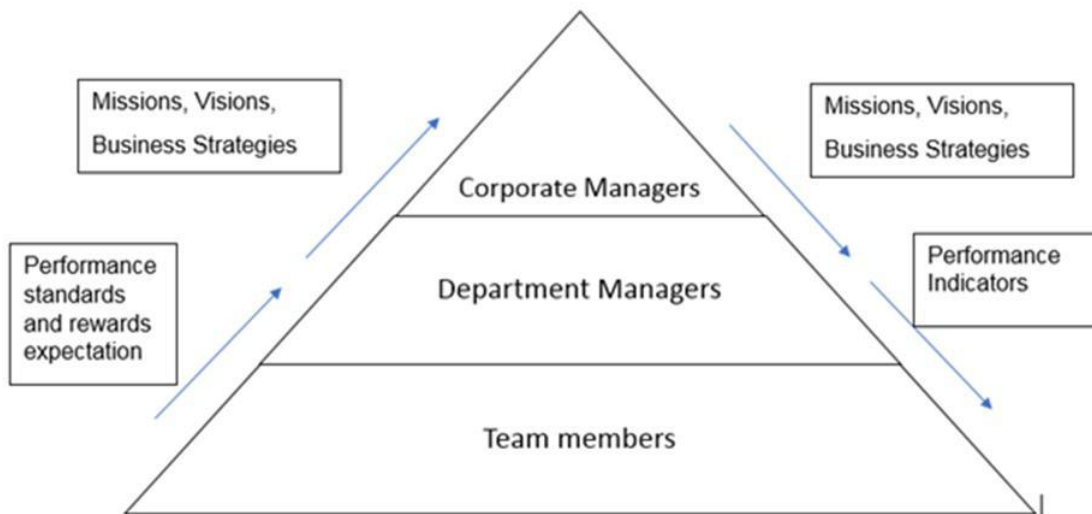 Missions, Visions,
Business Strategies
Missions, Visions,
Business Strategies
Corporate Managers
Performance
standards
and rewards
expectation
Performance
Indicators
Department Managers
Team members